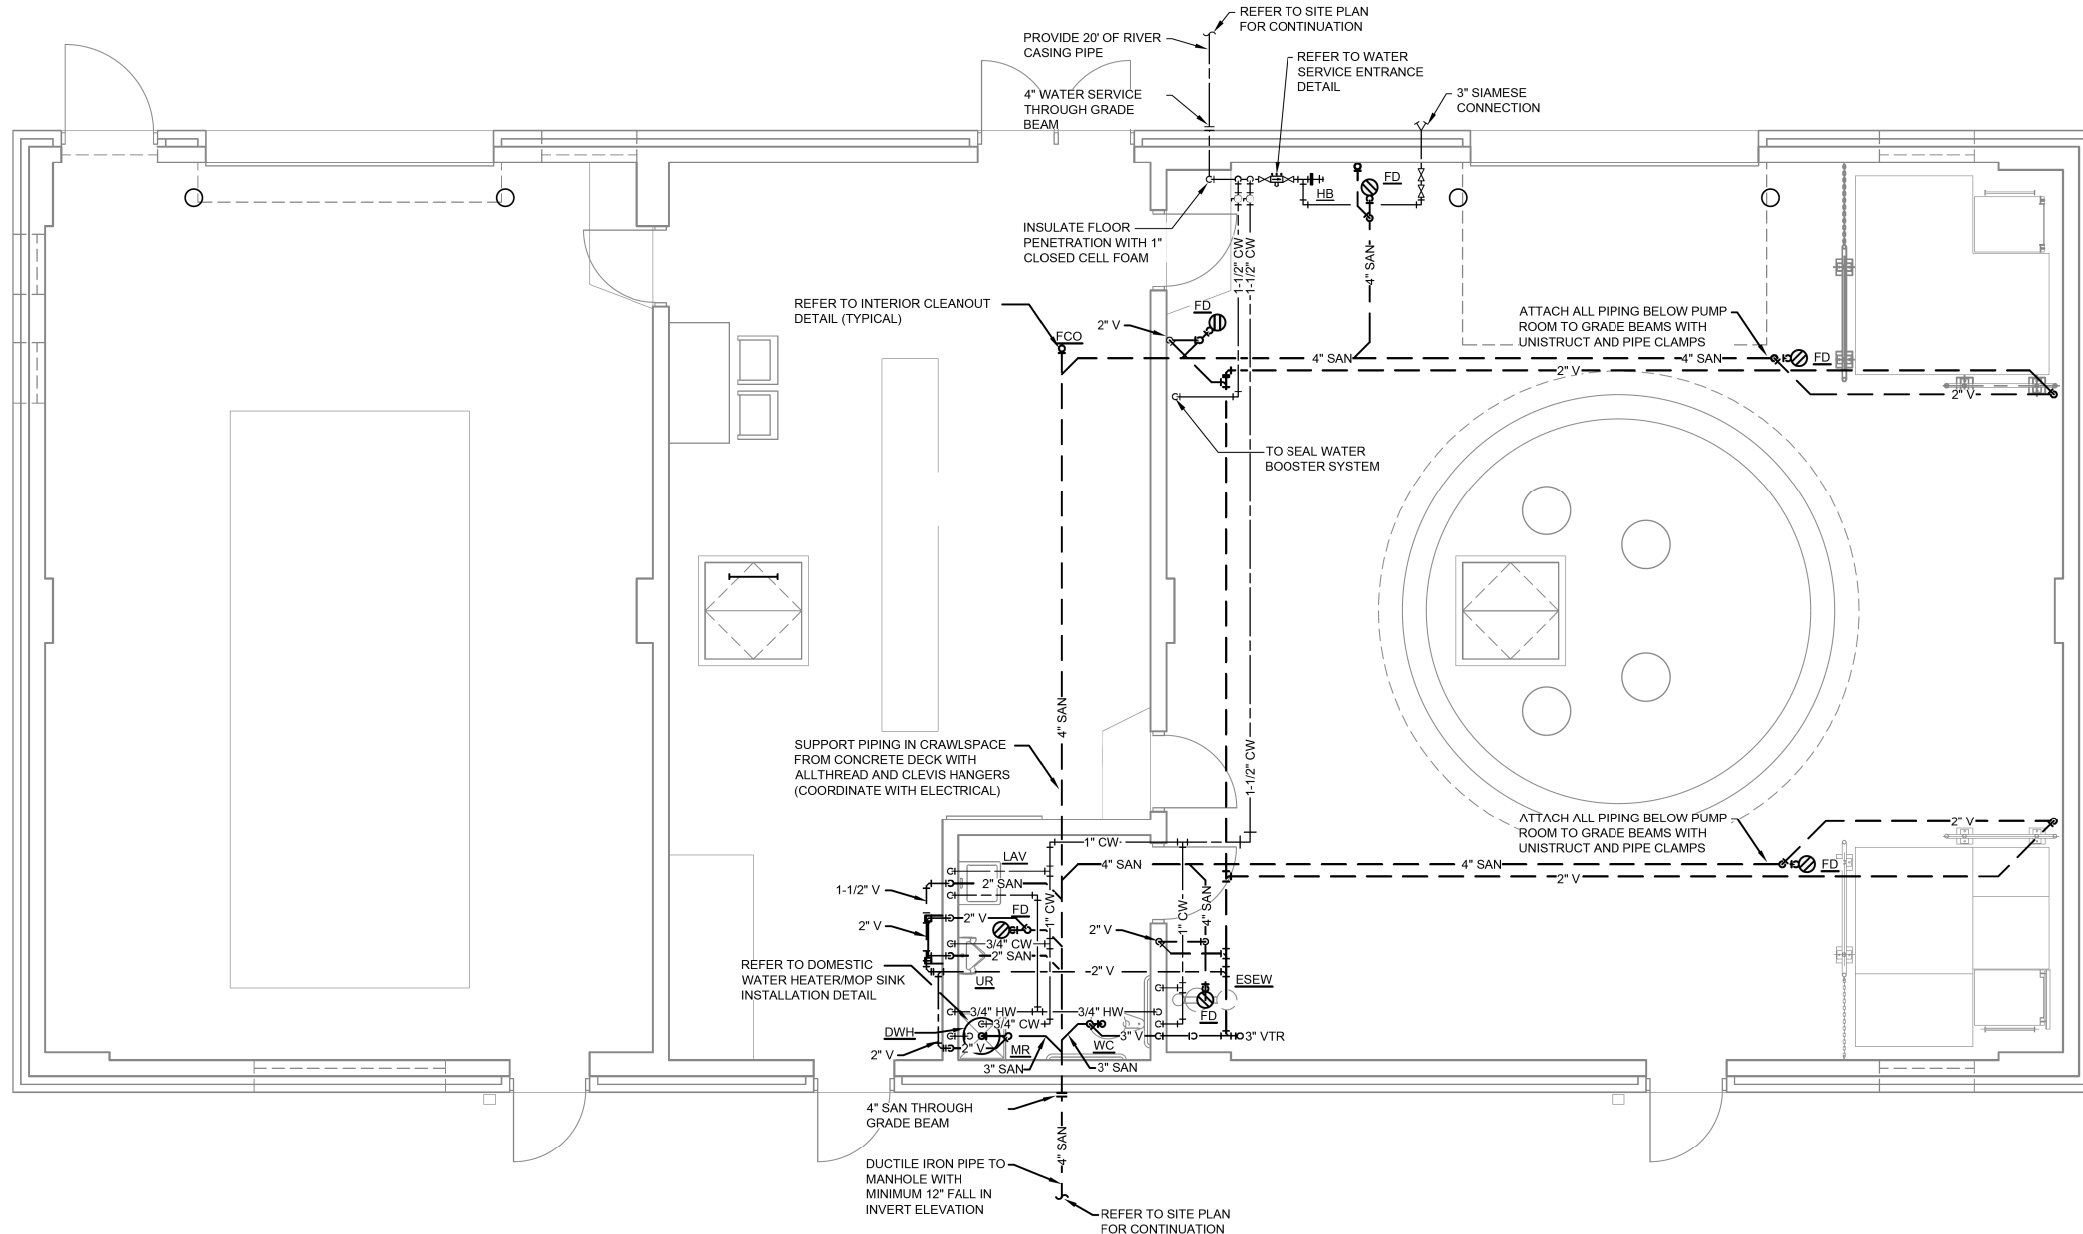 REFER TO SITE PLAN
FOR CONTINUATION
PROVIDE 20' OF RISER
CASING PIPE
REFER TO WATER
SERVICE ENTRANCE
DETAIL
4" WATER SERVICE
THROUGH GRADE
BEAM
3" SIAMESE
CONNECTION
FD
HB
INSULATE FLOOR
PENETRATION WITH 1"
CLOSED CELL FOAM
1-1/2" CW
1-1/2" CW
4" SAN
REFER TO INTERIOR CLEANOUT
DETAIL (TYPICAL)
FCO
2" V
FD
ATTACH ALL PIPING BELOW PUMP
ROOM TO GRADE BEAMS WITH
UNISTRUCT AND PIPE CLAMPS
4" SAN
4" SAN
FD
2" V
2" V
TO SEAL WATER
BOOSTER SYSTEM
4" SAN
SUPPORT PIPING IN CRAWLSPACE
FROM CONCRETE DECK WITH
ALLTHREAD AND CLEVIS HANGERS
(COORDINATE WITH ELECTRICAL)
1-1/2" CW
ATTACH ALL PIPING BELOW PUMP
ROOM TO GRADE BEAMS WITH
UNISTRUCT AND PIPE CLAMPS
2" V
1" CW
LAV
4" SAN
4" SAN
FD
2" V
1-1/2" V
2" SAN
1" CW
1" CW
4" SAN
FD
2" V
2" V
2" V
3/4" CW
2" SAN
REFER TO DOMESTIC
WATER HEATER/MOP SINK
INSTALLATION DETAIL
2" V
UR
ESEW
3/4" HW
3/4" HW
3/4" CW
FD
DWH
3" V
3" VTR
2" V
2" V
MR
WC
3" SAN
3" SAN
4" SAN THROUGH
GRADE BEAM
4" SAN
DUCTILE IRON PIPE TO
MANHOLE WITH
MINIMUM 12" FALL IN
INVERT ELEVATION
REFER TO SITE PLAN
FOR CONTINUATION